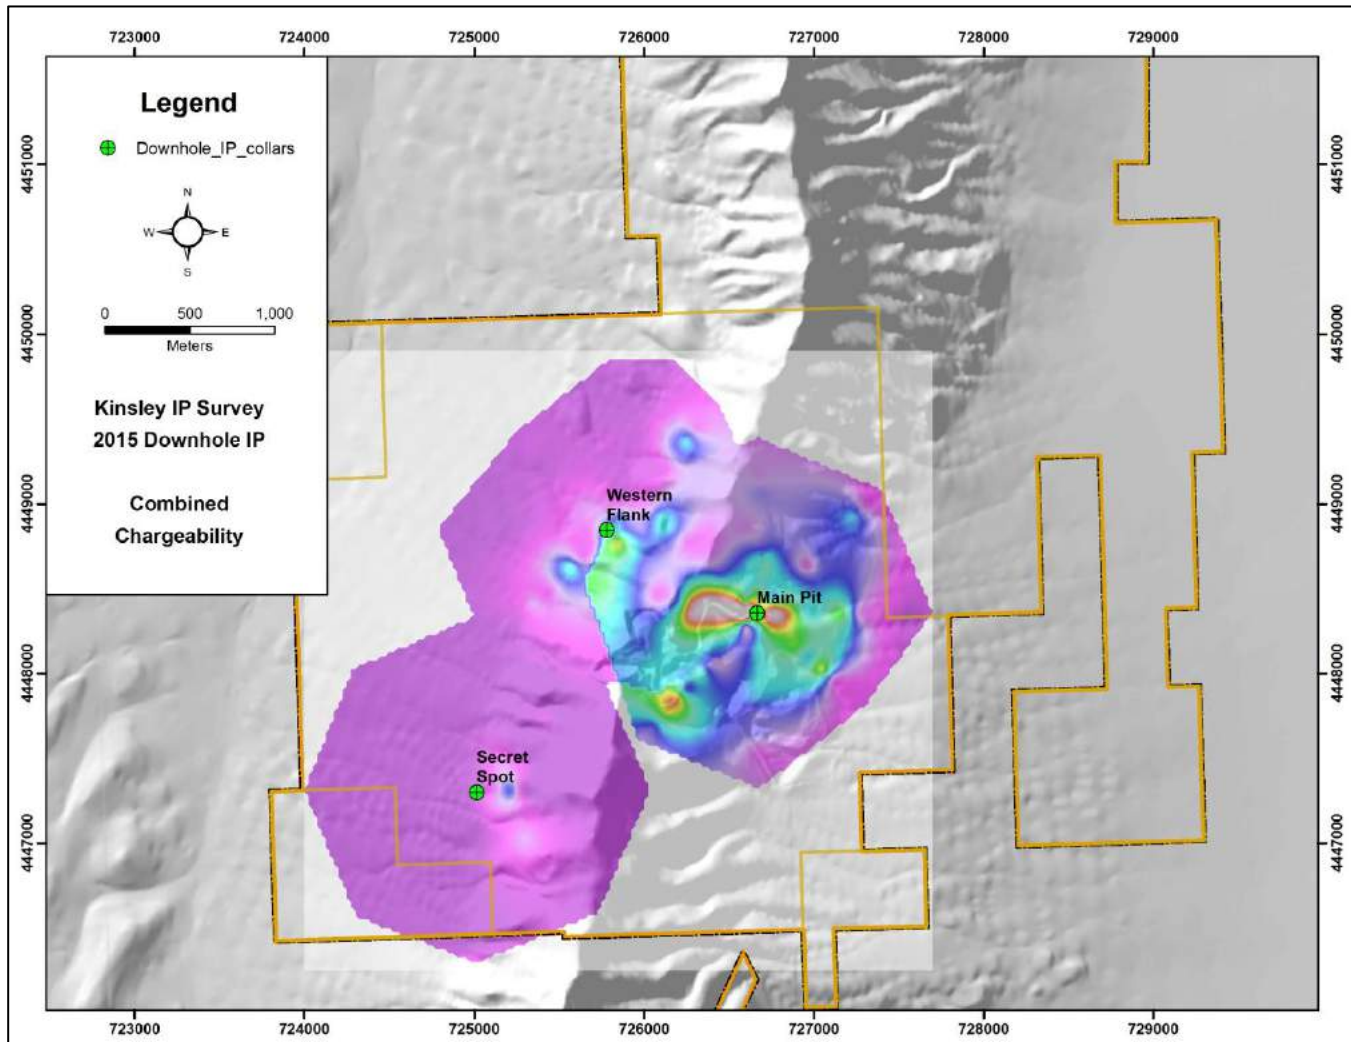 723000 724000 725000 726000 727000 728000 729000
Legend
Downhole_IP_collars
N
W E
S
0 500 1,000
Meters
Kinsley IP Survey
2015 Downhole IP
Combined
Chargeability
4451000
4450000
4449000
4448000
4447000
Western
Flank
Main Pit
Secret
Spot
4451000
4450000
4449000
4448000
4447000
723000 724000 725000 726000 727000 728000 729000